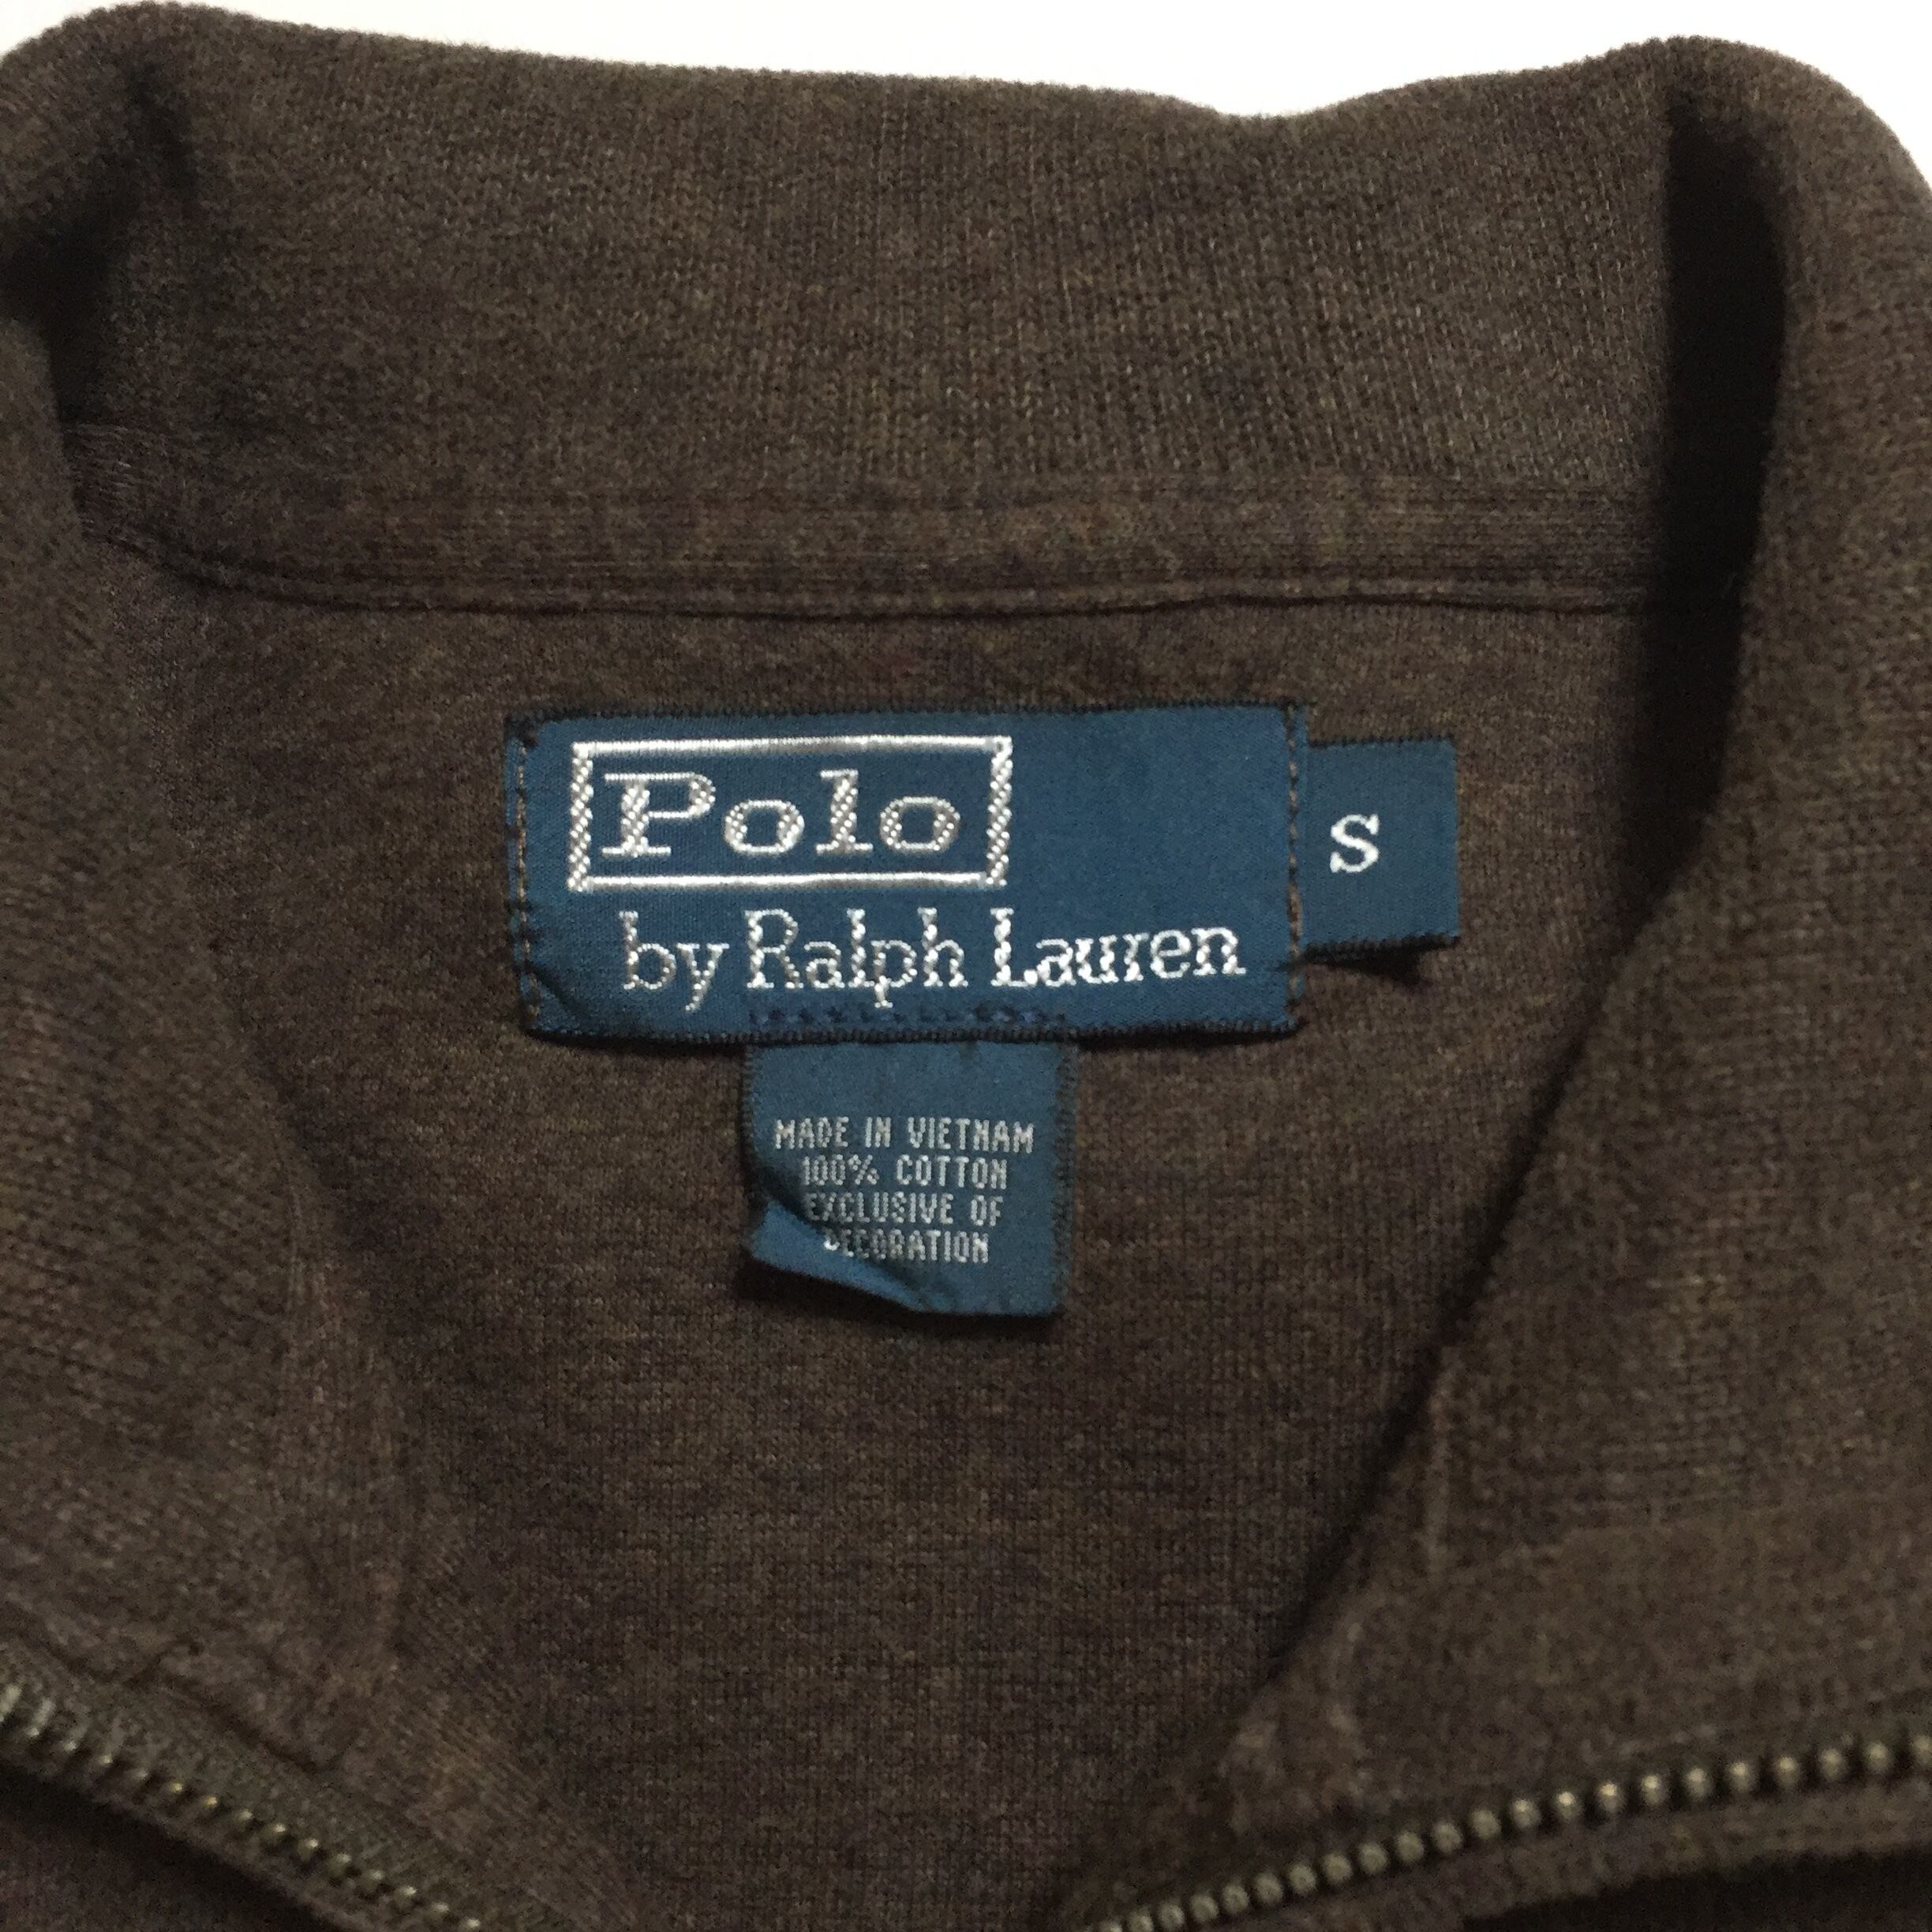 Polo
by Ralph Lauren
S
MADE IN VIETNAM
100% COTTON
EXCLUSIVE OF
DECORATION